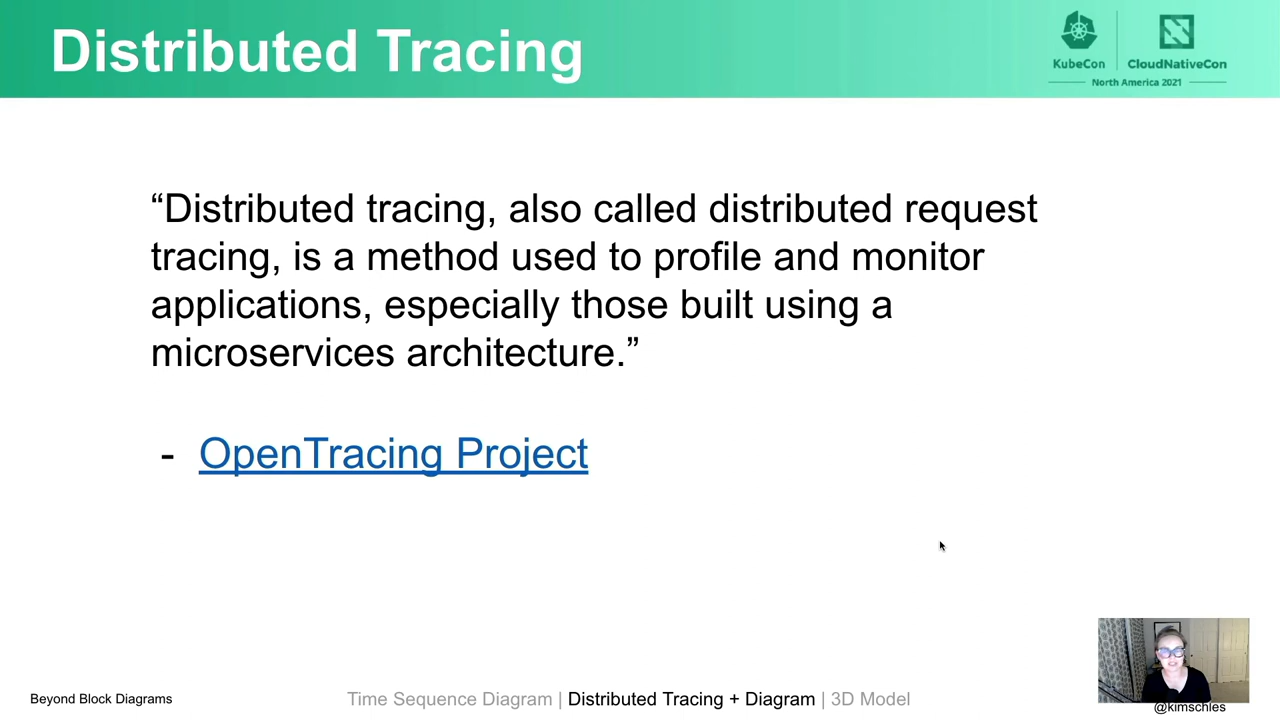 Distributed Tracing
KubeCon
CloudNativeCon
North America 2021
“Distributed tracing, also called distributed request
tracing, is a method used to profile and monitor
applications, especially those built using a
microservices architecture.”
- OpenTracing Project
Beyond Block Diagrams
Time Sequence Diagram | Distributed Tracing + Diagram | 3D Model
@kimschles